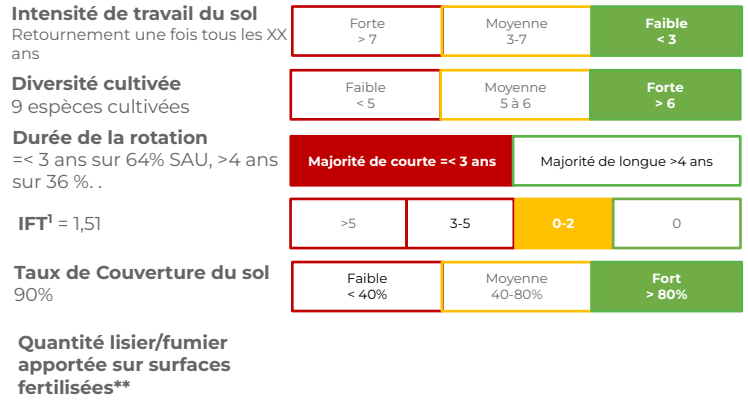 Intensité de travail du sol
Retournement une fois tous les XX
ans
Forte
> 7
Moyenne
3-7
Faible
< 3
Diversité cultivée
9 espèces cultivées
Faible
< 5
Moyenne
5 à 6
Forte
> 6
Durée de la rotation
=< 3 ans sur 64% SAU, >4 ans
sur 36 %. .
Majorité de courte =< 3 ans
Majorité de longue >4 ans
IFT¹ = 1,51
>5
3-5
0-2
0
Taux de Couverture du sol
90%
Faible
< 40%
Moyenne
40-80%
Fort
> 80%
Quantité lisier/fumier
apportée sur surfaces
fertilisées**